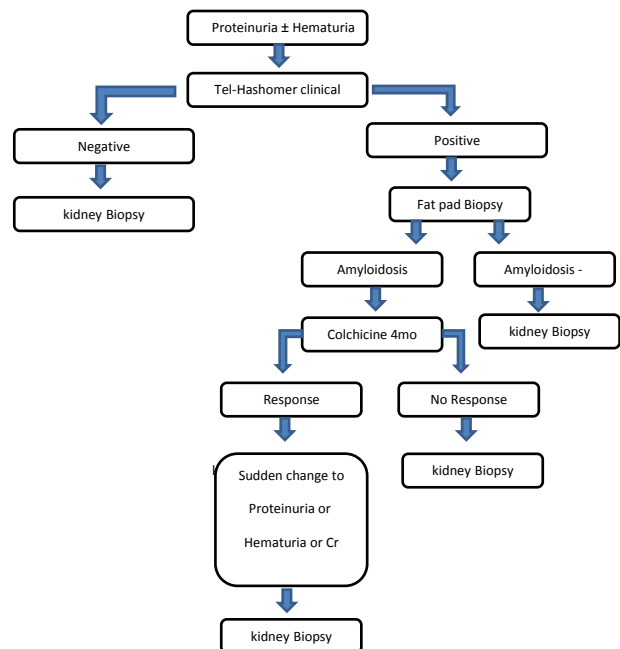 Proteinuria ± Hematuria
Tel-Hashomer clinical
Negative
Positive
kidney Biopsy
Fat pad Biopsy
Amyloidosis
Amyloidosis -
Colchicine 4mo
kidney Biopsy
Response
No Response
Sudden change to
Proteinuria or
Hematuria or Cr
kidney Biopsy
kidney Biopsy